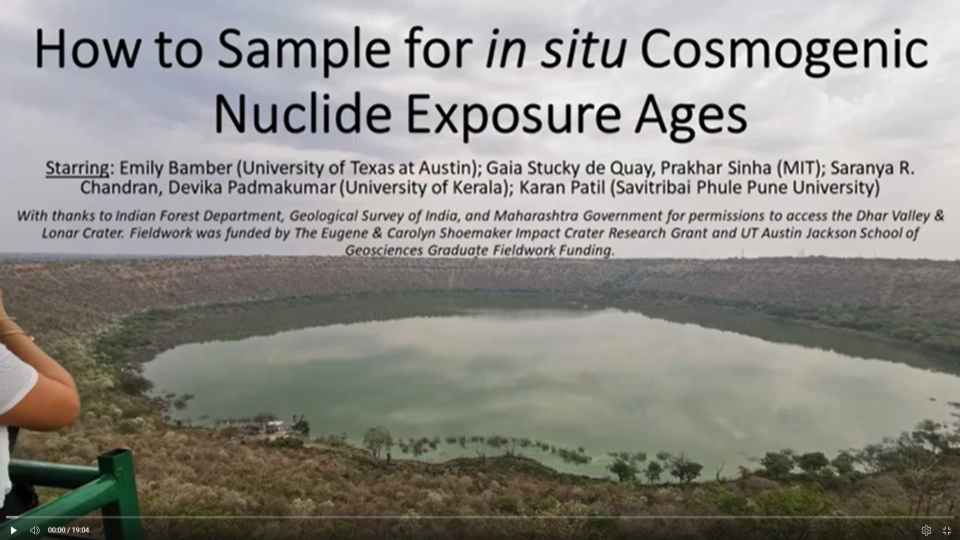 How to Sample for in situ Cosmogenic
Nuclide Exposure Ages
Starring: Emily Bamber (University of Texas at Austin); Gaia Stucky de Quay, Prakhar Sinha (MIT); Saranya R.
Chandran, Devika Padmakumar (University of Kerala); Karan Patil (Savitribai Phule Pune University)
With thanks to Indian Forest Department, Geological Survey of India, and Maharashtra Government for permissions to access the Dhar Valley &
Lonar Crater. Fieldwork was funded by The Eugene & Carolyn Shoemaker Impact Crater Research Grant and UT Austin Jackson School of
Geosciences Graduate Fieldwork Funding.
00:00 / 19:04